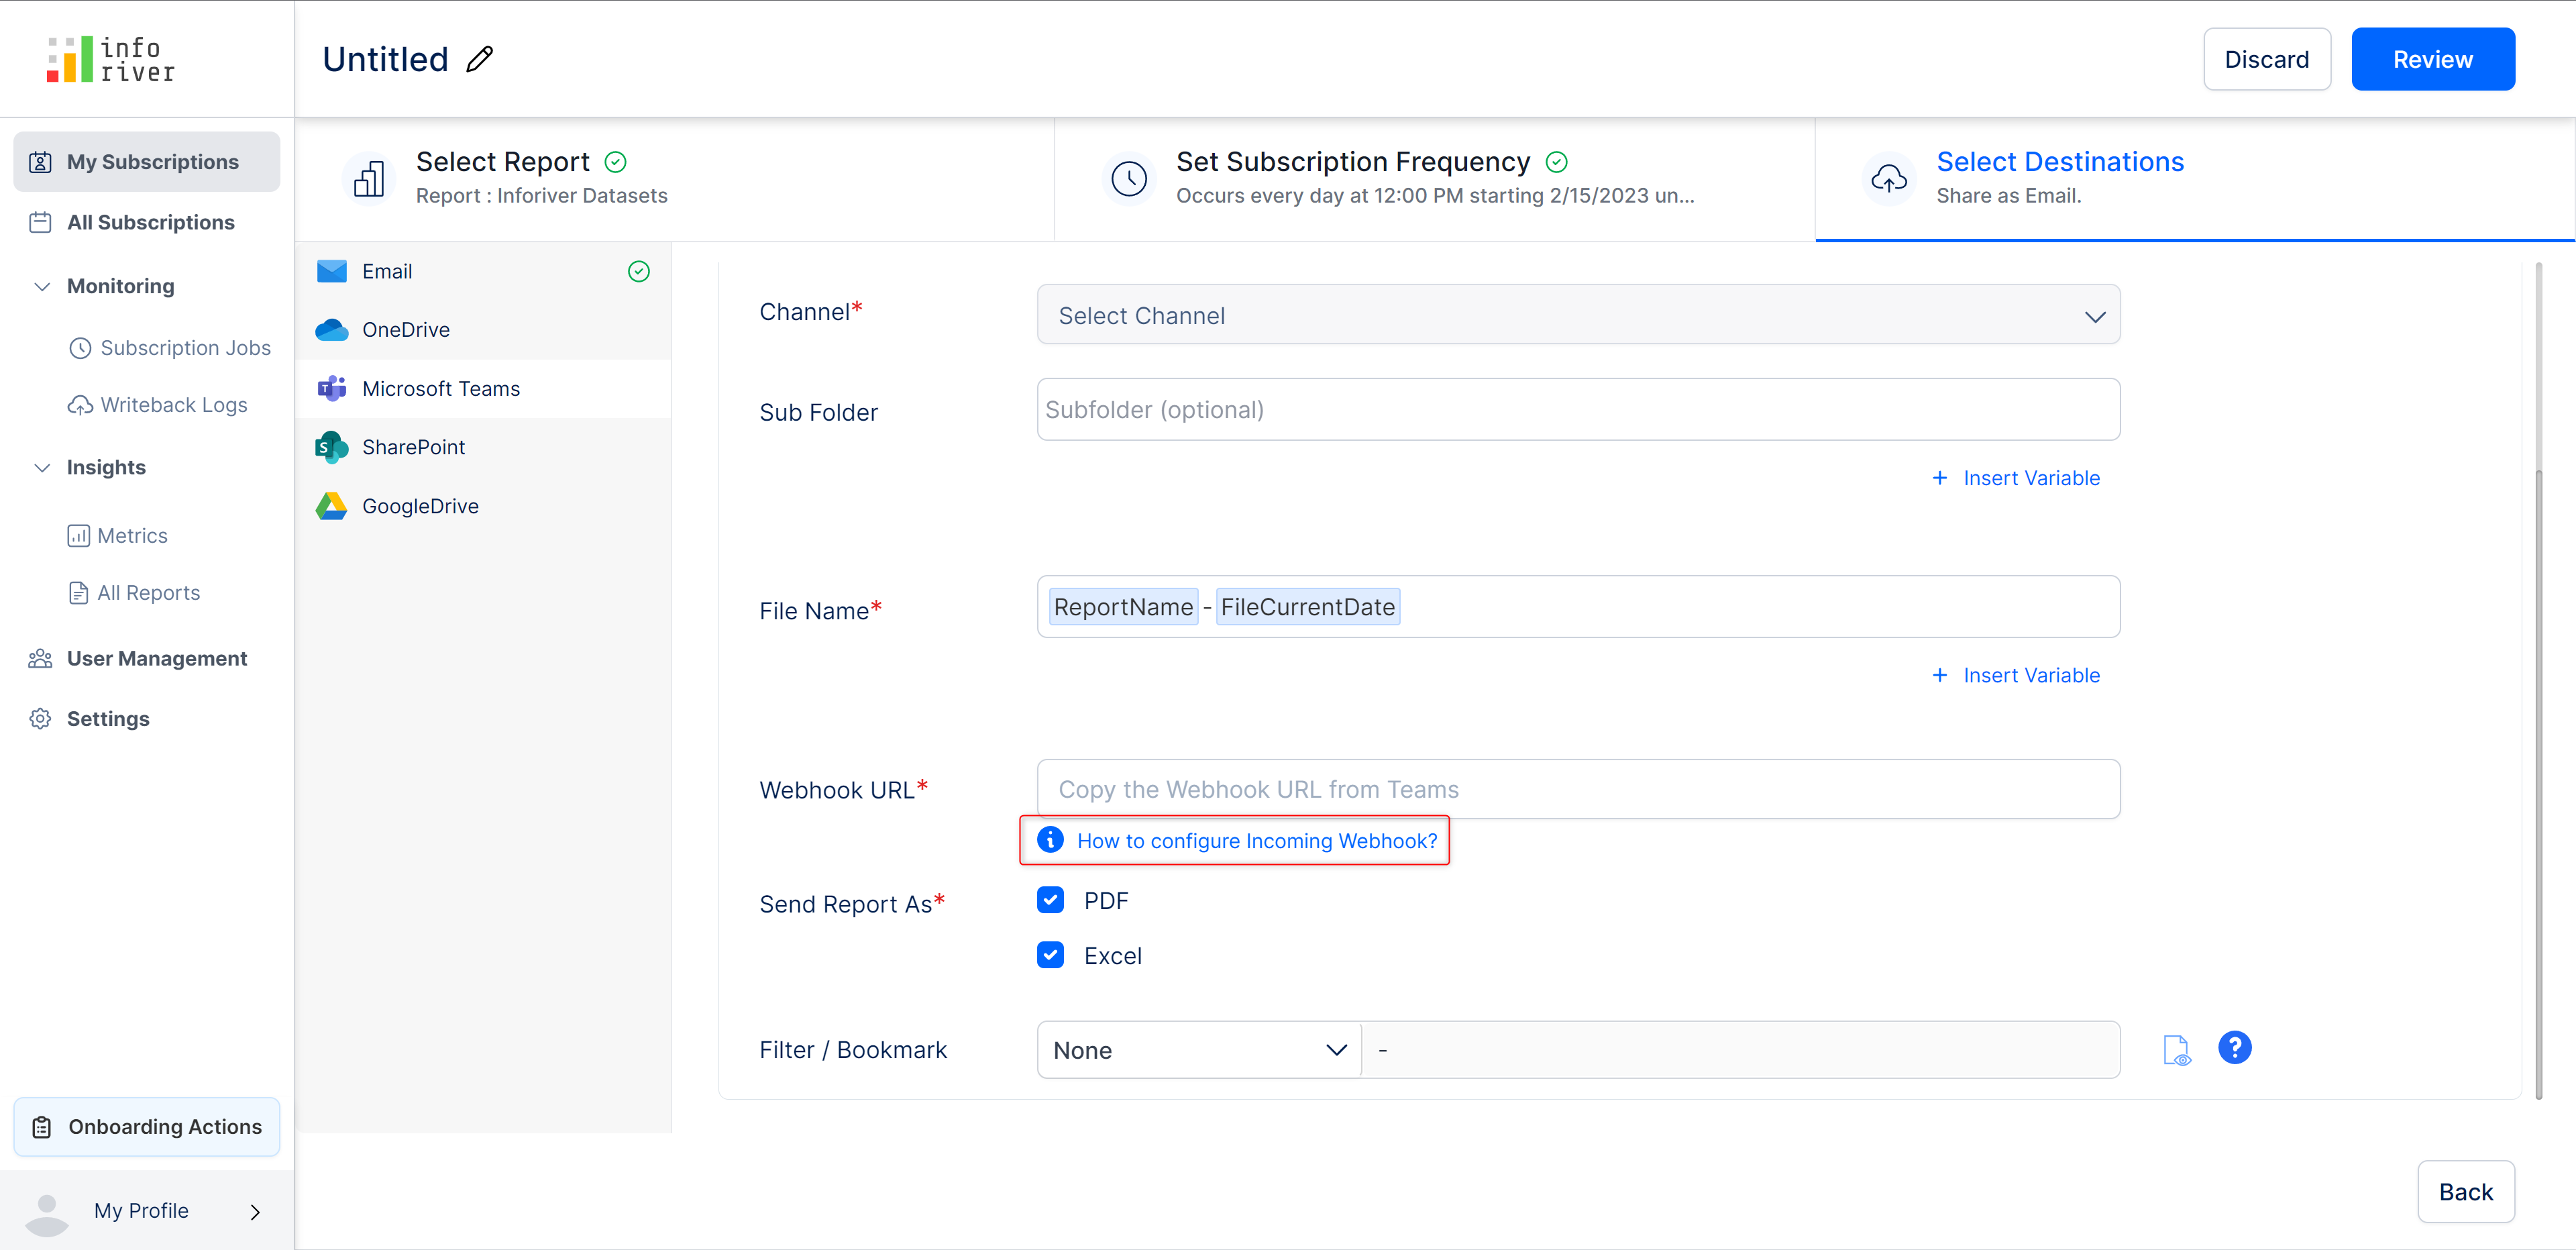 info
river
Untitled
Discard
Review
My Subscriptions
All Subscriptions
Monitoring
Subscription Jobs
Writeback Logs
Insights
Metrics
All Reports
User Management
Settings
Onboarding Actions
My Profile
Select Report
Report : Inforiver Datasets
Set Subscription Frequency
Occurs every day at 12:00 PM starting 2/15/2023 un...
Select Destinations
Share as Email.
Email
OneDrive
Microsoft Teams
SharePoint
GoogleDrive
Channel*
Select Channel
Sub Folder
Subfolder (optional)
+ Insert Variable
File Name*
ReportName - FileCurrentDate
+ Insert Variable
Webhook URL*
Copy the Webhook URL from Teams
How to configure Incoming Webhook?
Send Report As*
PDF
Excel
Filter / Bookmark
None
-
Back